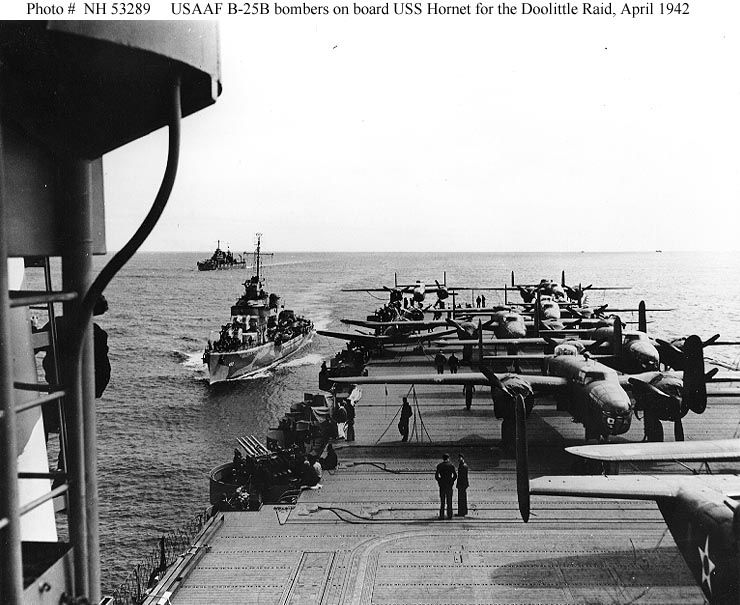 Photo # NH 53289 USAAF B-25B bombers on board USS Hornet for the Doolittle Raid, April 1942